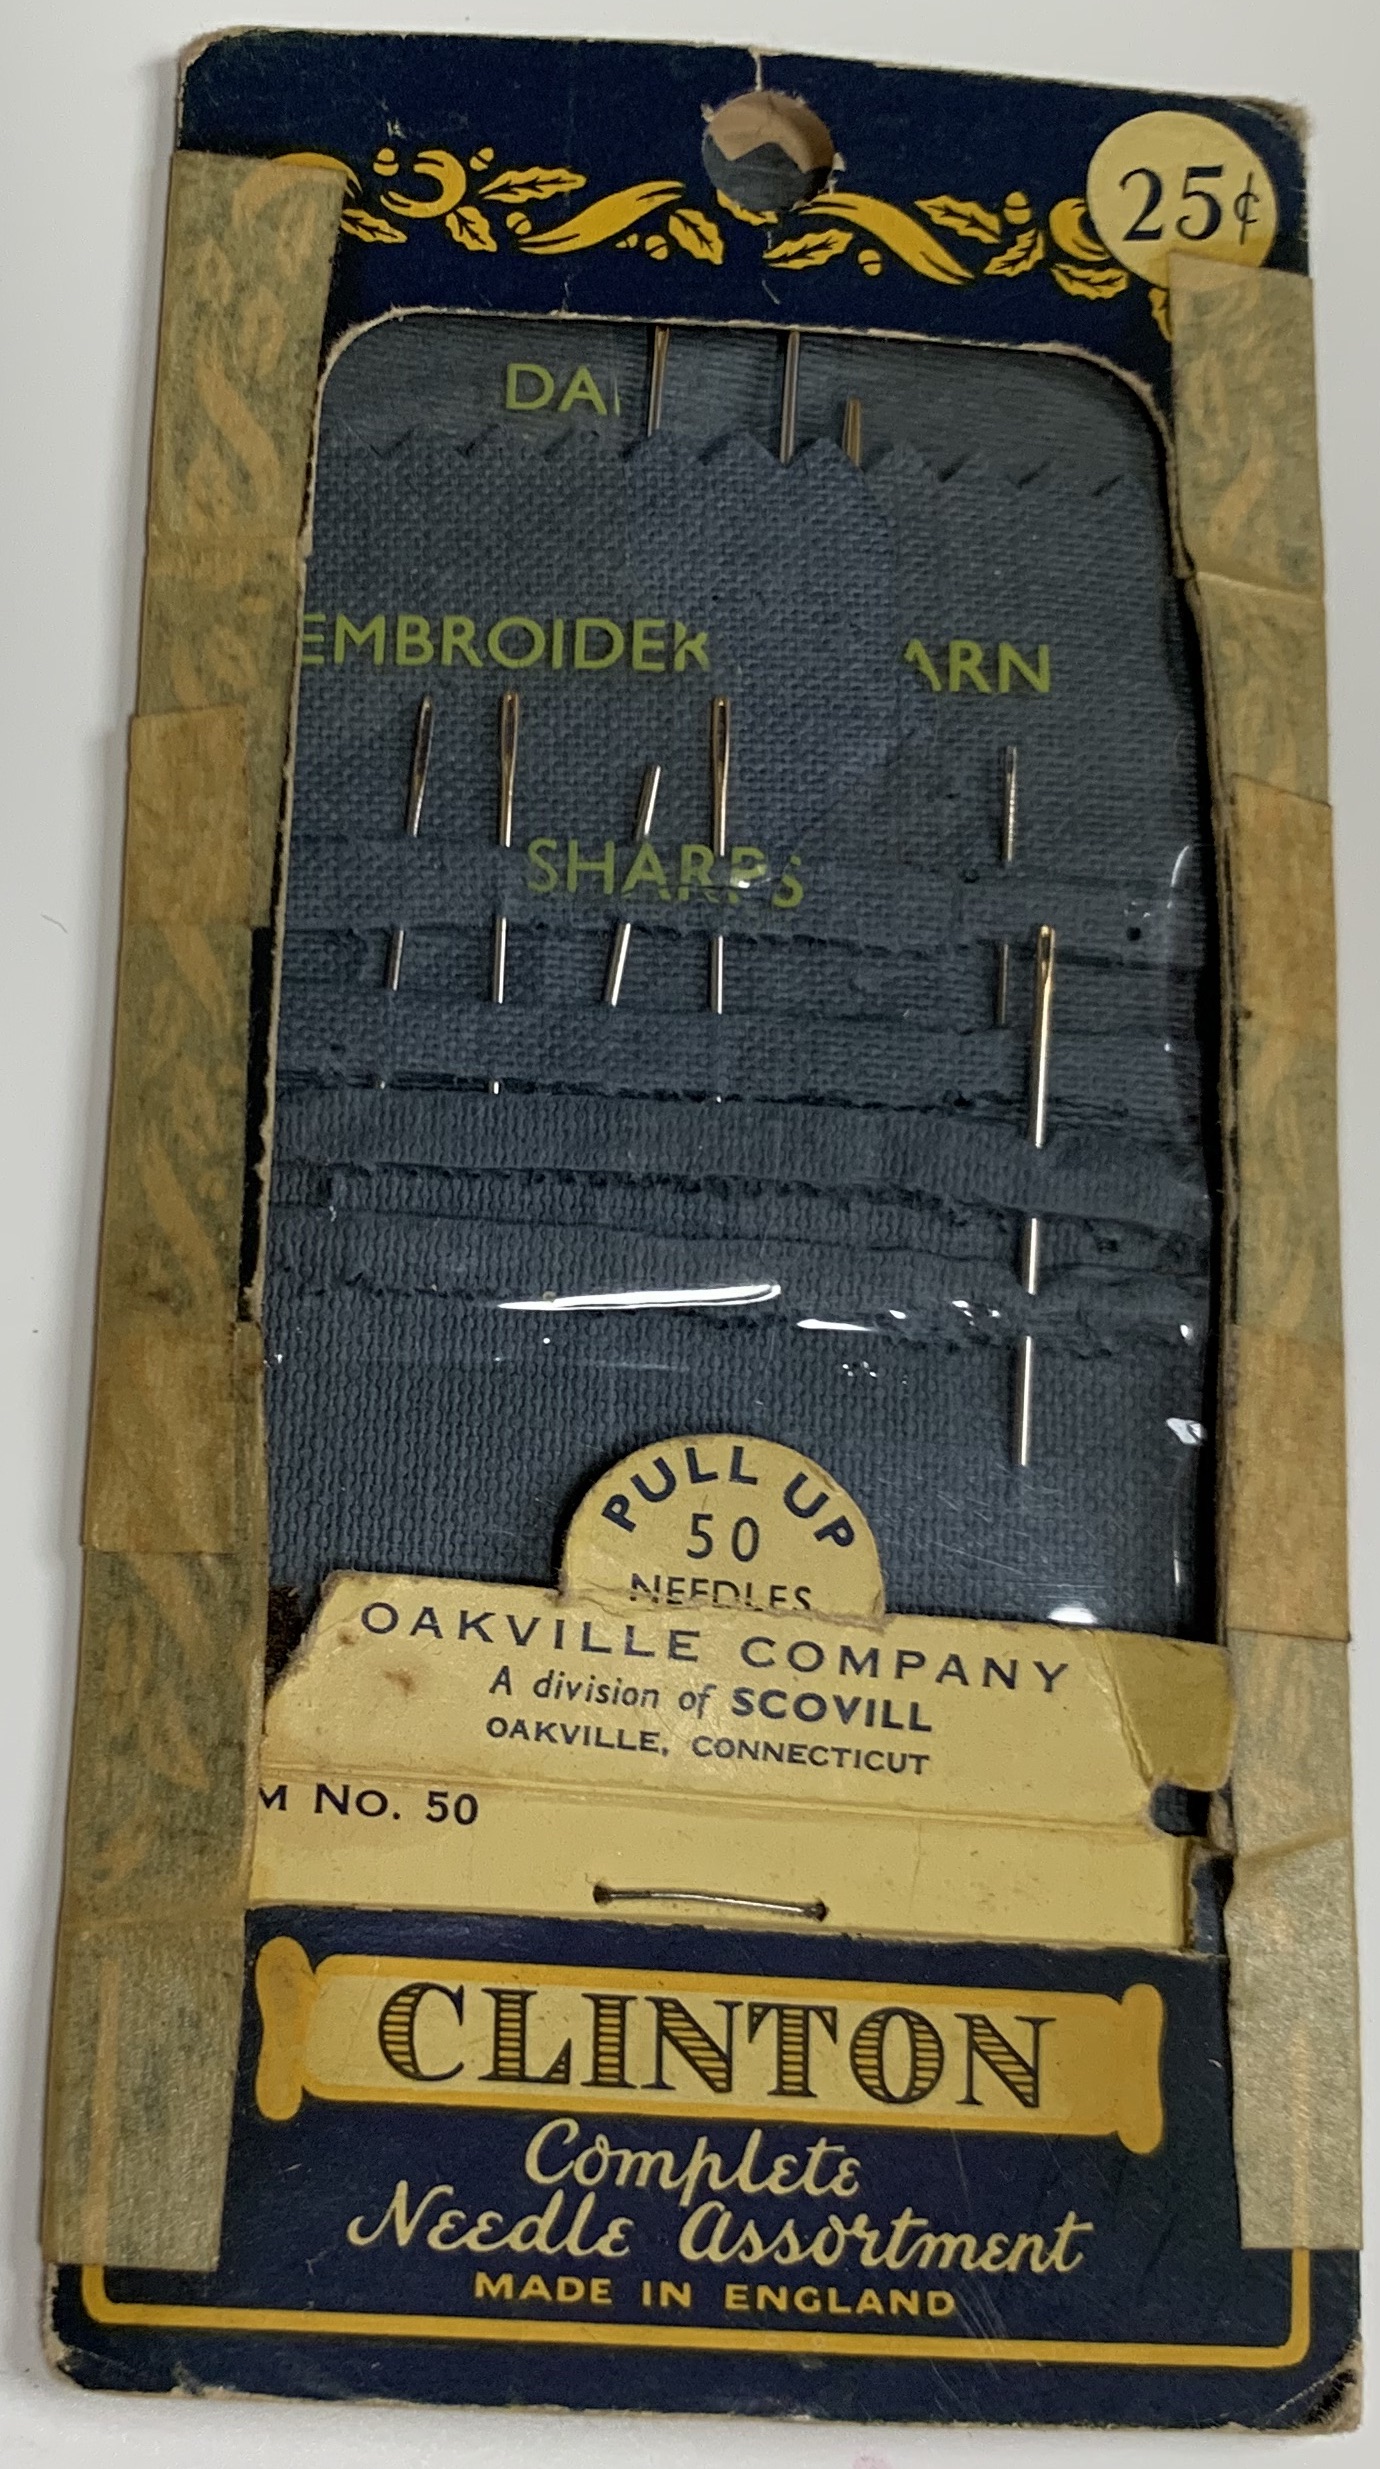 25¢
DA
EMBROIDER ARN
SHARPS
PULL UP
50
NEEDLES
OAKVILLE COMPANY
A division of SCOVILL
OAKVILLE, CONNECTICUT
M No. 50
CLINTON
Complete
Needle Assortment
MADE IN ENGLAND